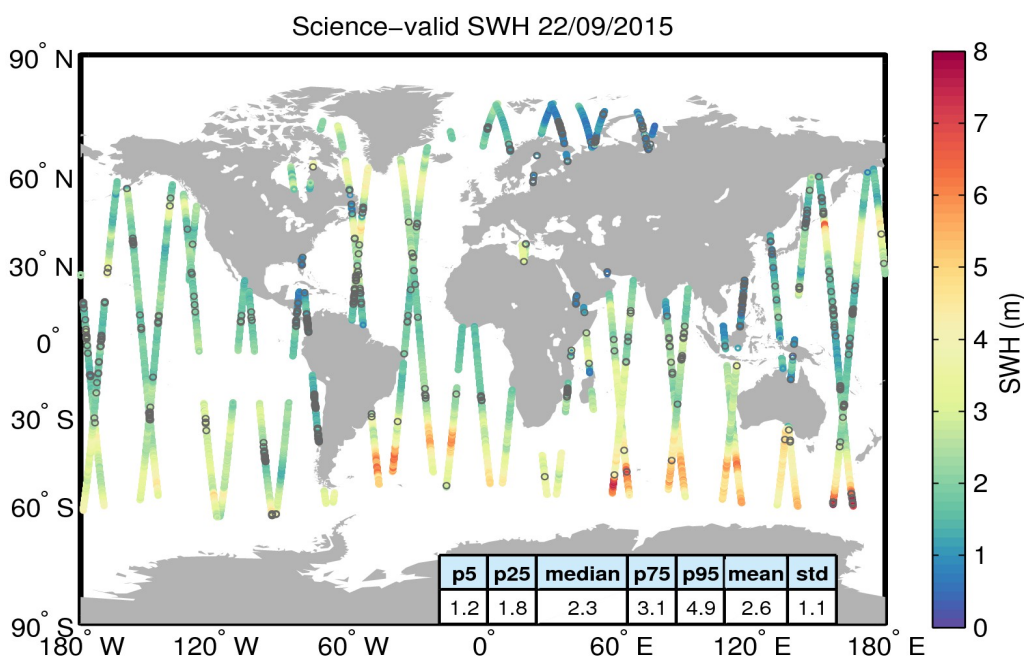 Science−valid SWH 22/09/2015
90° N
60° N
30° N
0°
30° S
60° S
90° S
180° W
120° W
60° W
0°
60° E
120° E
180° E
p5 p25 median p75 p95 mean std
1.2 1.8 2.3 3.1 4.9 2.6 1.1
8
7
6
5
4
3
2
1
0
SWH (m)